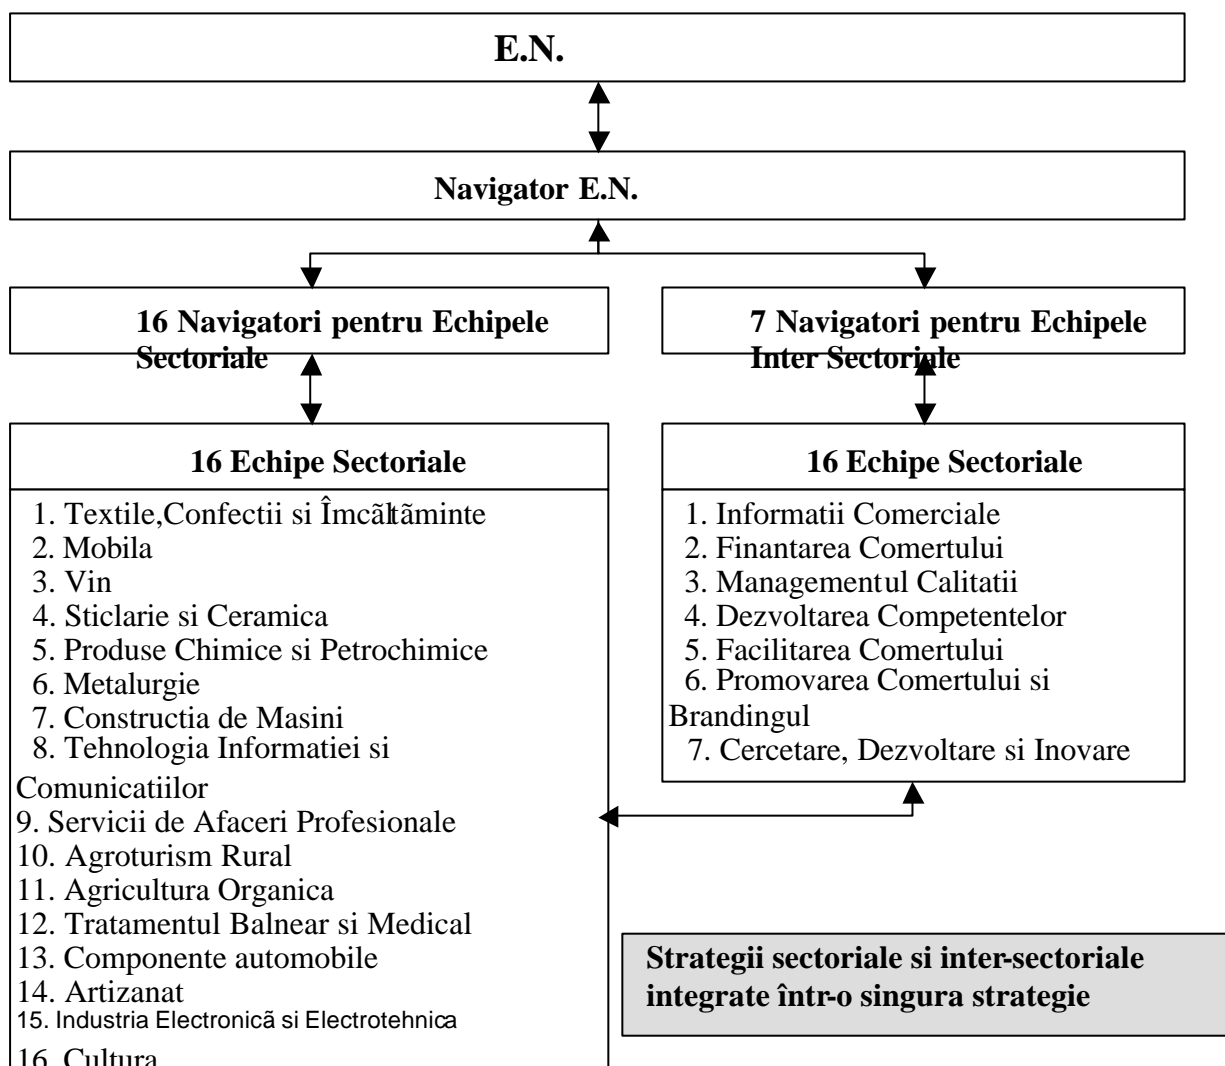 E.N.
Navigator E.N.
16 Navigatori pentru Echipele
Sectoriale
7 Navigatori pentru Echipele
Inter Sectoriale
16 Echipe Sectoriale
1. Textile,Confectii si Îmcãltãminte
2. Mobila
3. Vin
4. Sticlarie si Ceramica
5. Produse Chimice si Petrochimice
6. Metalurgie
7. Constructia de Masini
8. Tehnologia Informatiei si
Comunicatiilor
9. Servicii de Afaceri Profesionale
10. Agroturism Rural
11. Agricultura Organica
12. Tratamentul Balnear si Medical
13. Componente automobile
14. Artizanat
15. Industria Electronicã si Electrotehnica
16. Cultura
16 Echipe Sectoriale
1. Informatii Comerciale
2. Finantarea Comertului
3. Managementul Calitatii
4. Dezvoltarea Competentelor
5. Facilitarea Comertului
6. Promovarea Comertului si
Brandingul
7. Cercetare, Dezvoltare si Inovare
Strategii sectoriale si inter-sectoriale
integrate într-o singura strategie